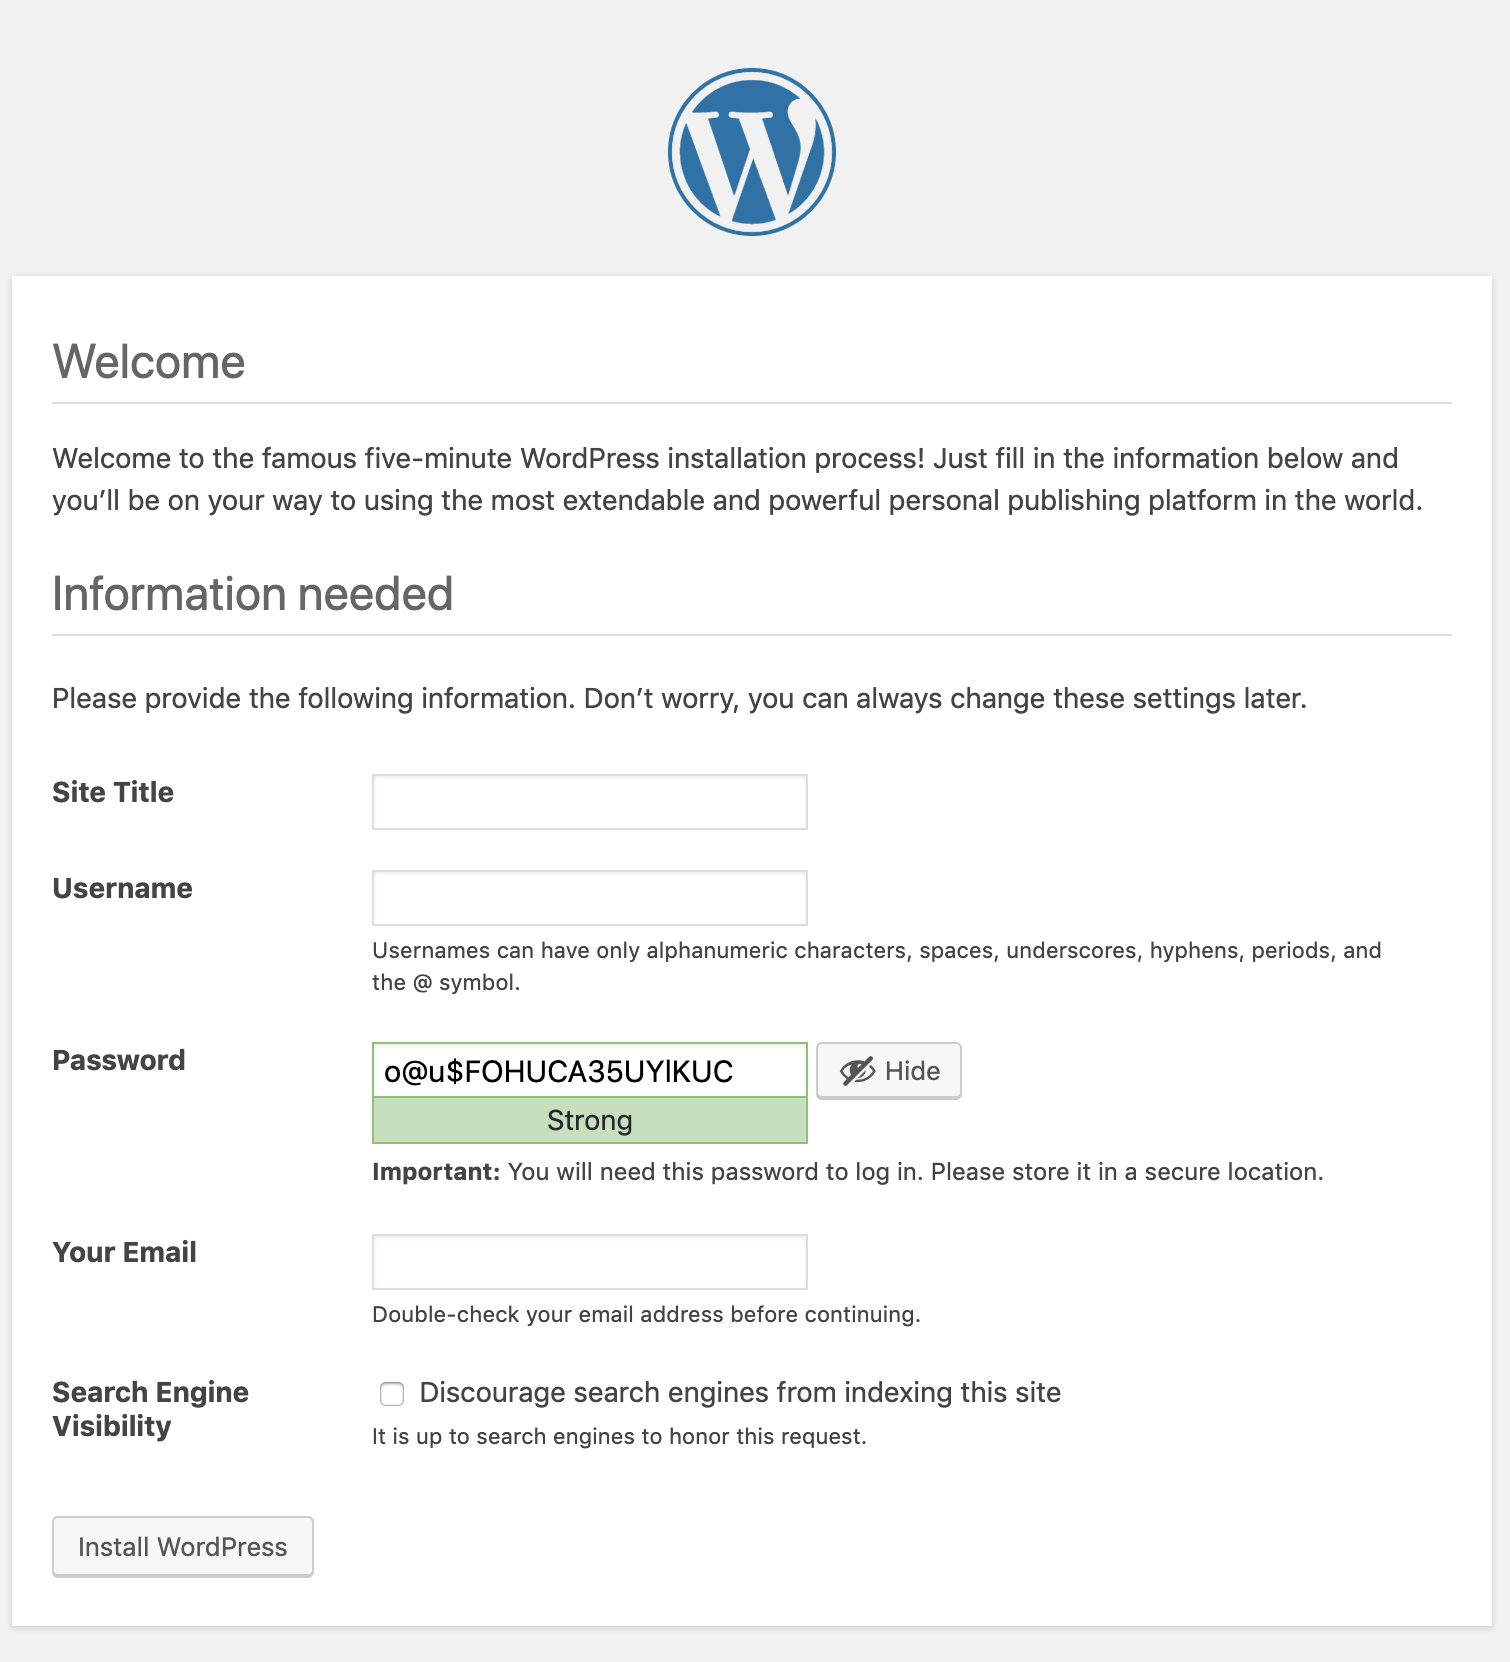 Welcome
Welcome to the famous five-minute WordPress installation process! Just fill in the information below and
you’ll be on your way to using the most extendable and powerful personal publishing platform in the world.
Information needed
Please provide the following information. Don’t worry, you can always change these settings later.
Site Title
Username
Usernames can have only alphanumeric characters, spaces, underscores, hyphens, periods, and
the @ symbol.
Password
o@u$FOHUCA35UYlKUC
Hide
Strong
Important: You will need this password to log in. Please store it in a secure location.
Your Email
Double-check your email address before continuing.
Search Engine
Visibility
Discourage search engines from indexing this site
It is up to search engines to honor this request.
Install WordPress